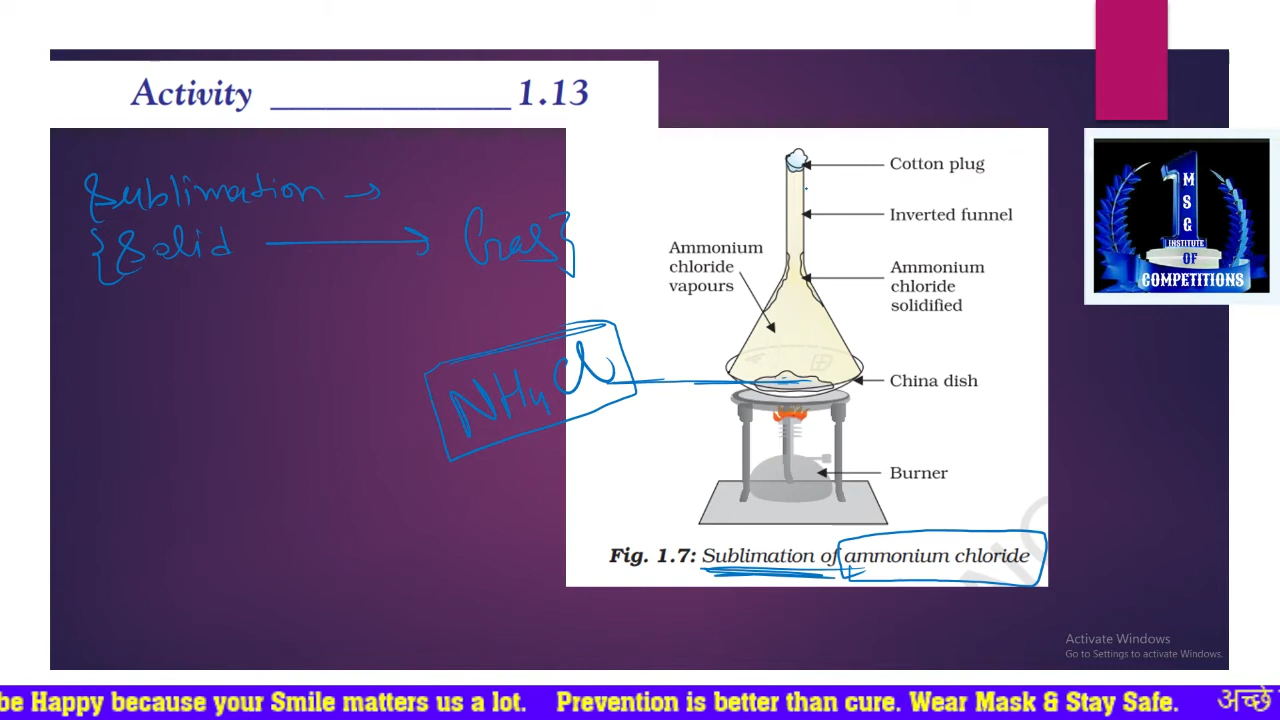 Activity 1.13
Sublimation →
{Solid → Gas}
NH4Cl
Cotton plug
Inverted funnel
Ammonium
chloride
vapours
Ammonium
chloride
solidified
China dish
Burner
Fig. 1.7: Sublimation of ammonium chloride
1
M
S
G
INSTITUTE
OF
COMPETITIONS
Activate Windows
Go to Settings to activate Windows.
be Happy because your Smile matters us a lot. Prevention is better than cure. Wear Mask & Stay Safe. अच्छे